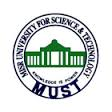 MISR UNIVERSITY FOR SCIENCE & TECHNOLOGY
KNOWLEDGE IS POWER
MUST